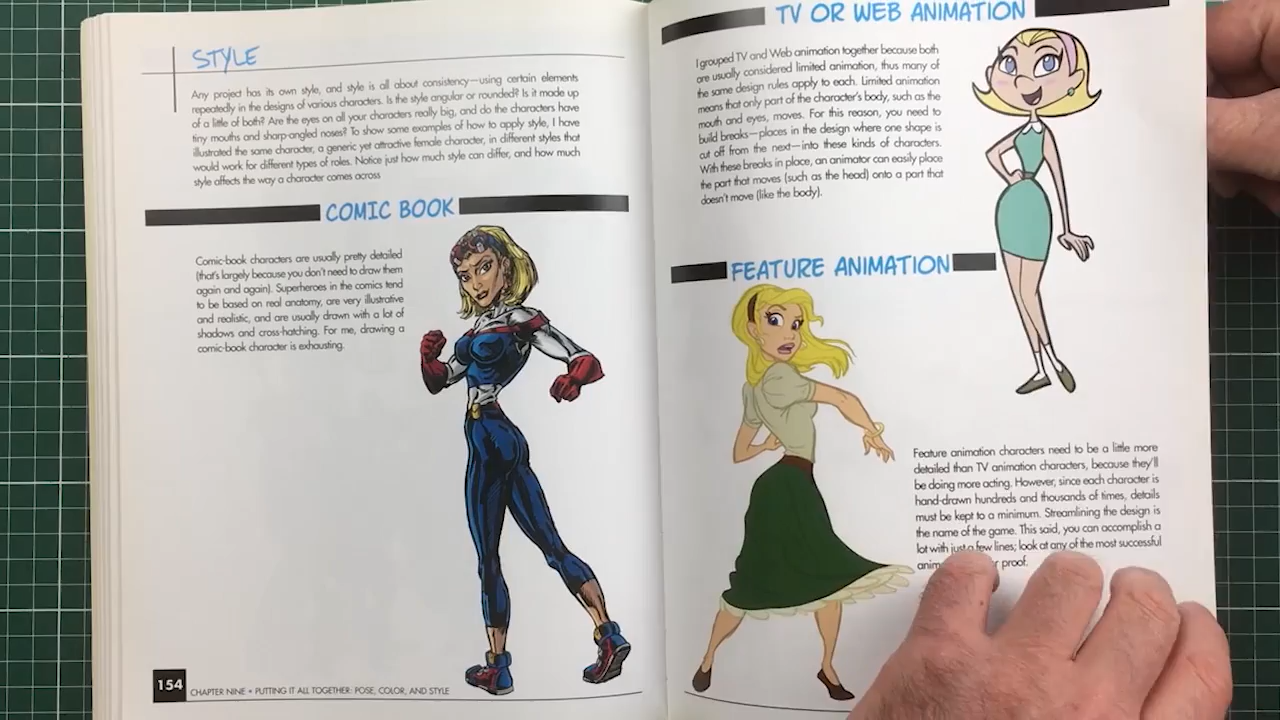 STYLE
Any project has its own style, and style is all about consistency—using certain elements
repeatedly in the designs of various characters. Is the style angular or rounded? Is it made up
of a little of both? Are the eyes on all your characters really big, and do the characters have
tiny mouths and sharp-angled noses? To show some examples of how to apply style, I have
illustrated the same character, a generic yet attractive female character, in different styles that
would work for different types of roles. Notice just how much style can differ, and how much
style affects the way a character comes across
COMIC BOOK
Comic-book characters are usually pretty detailed
(that's largely because you don't need to draw them
again and again). Superheroes in the comics tend
to be based on real anatomy, are very illustrative
and realistic, and are usually drawn with a lot of
shadows and cross-hatching. For me, drawing a
comic-book character is exhausting.
154 CHAPTER NINE • PUTTING IT ALL TOGETHER: POSE, COLOR, AND STYLE
TV OR WEB ANIMATION
I grouped TV and Web animation together because both
are usually considered limited animation, thus many of
the same design rules apply to each. Limited animation
means that only part of the character's body, such as the
mouth and eyes, moves. For this reason, you need to
build breaks—places in the design where one shape is
cut off from the next—into these kinds of characters.
With these breaks in place, an animator can easily place
the part that moves (such as the head) onto a part that
doesn't move (like the body).
FEATURE ANIMATION
Feature animation characters need to be a little more
detailed than TV animation characters, because they'll
be doing more acting. However, since each character is
hand-drawn hundreds and thousands of times, details
must be kept to a minimum. Streamlining the design is
the name of the game. This said, you can accomplish a
lot with just a few lines; look at any of the most successful
proof.